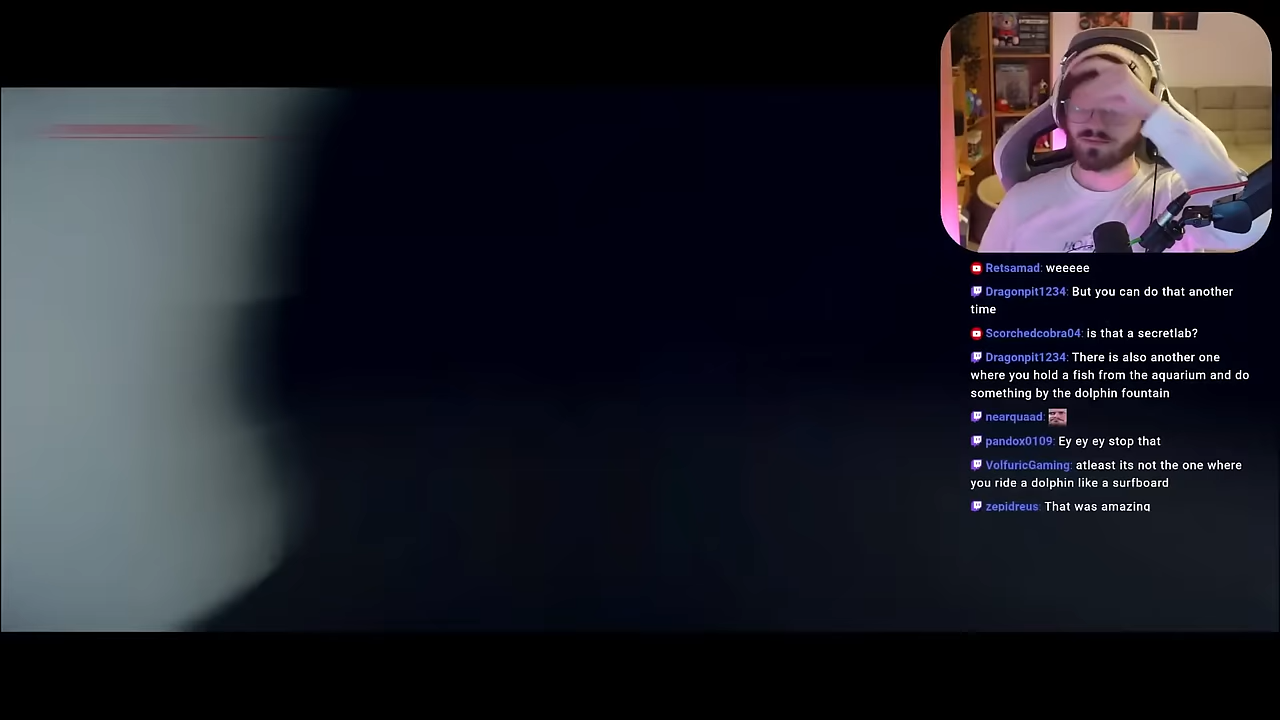 Retsamad: weeeee
Dragonpit1234: But you can do that another
time
Scorchedcobra04: is that a secretlab?
Dragonpit1234: There is also another one
where you hold a fish from the aquarium and do
something by the dolphin fountain
nearquaad:
pandox0109: Ey ey ey stop that
VolfuricGaming: atleast its not the one where
you ride a dolphin like a surfboard
zepidreus: That was amazing